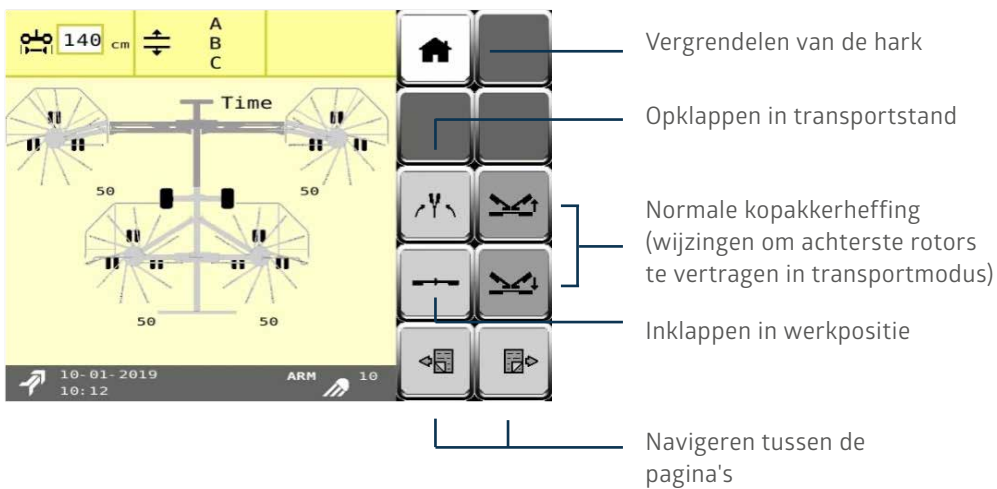 140 cm
A
B
C
Time
50
50
50
50
10-01-2019
10:12
ARM
10
Vergrendelen van de hark
Opklappen in transportstand
Normale kopakkerheffing
(wijzingen om achterste rotors
te vertragen in transportmodus)
Inklappen in werkpositie
Navigeren tussen de
pagina's